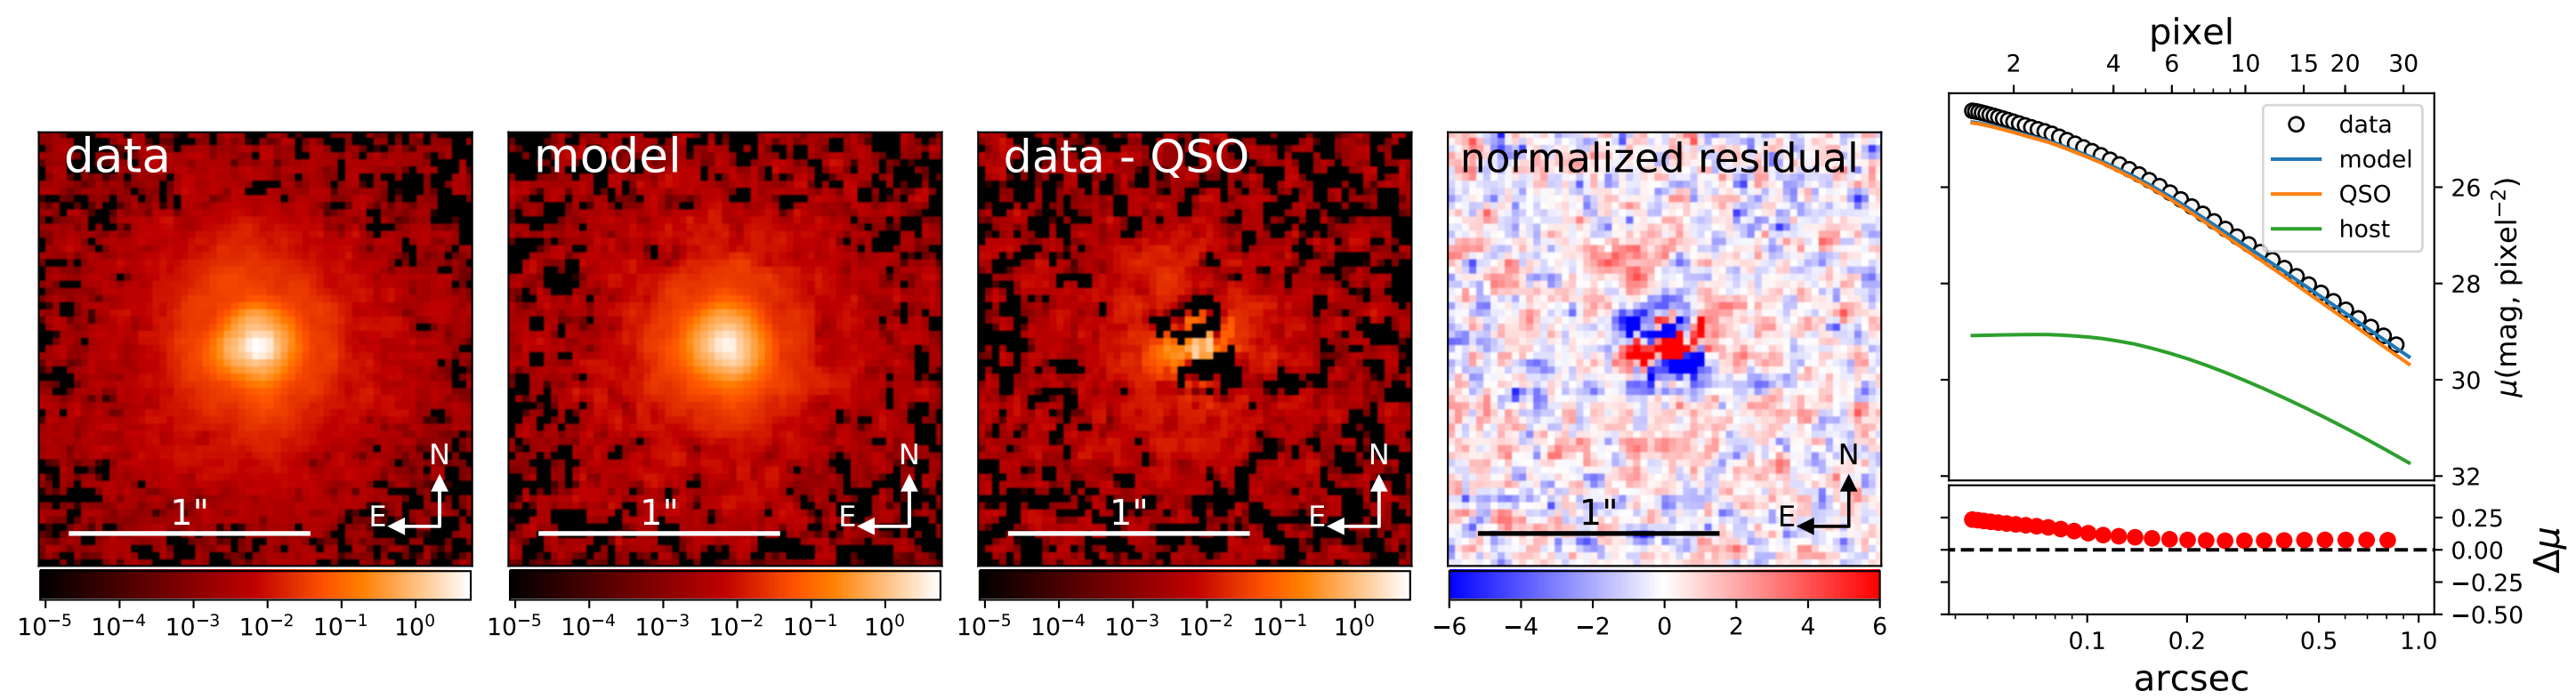 data
1"
N
E
10⁻⁵ 10⁻⁴ 10⁻³ 10⁻² 10⁻¹ 10⁰
model
1"
N
E
10⁻⁵ 10⁻⁴ 10⁻³ 10⁻² 10⁻¹ 10⁰
data - QSO
1"
N
E
10⁻⁵ 10⁻⁴ 10⁻³ 10⁻² 10⁻¹ 10⁰
normalized residual
1"
N
E
−6 −4 −2 0 2 4 6
pixel
2 4 6 10 15 20 30
data
model
QSO
host
26
28
30
32
μ(mag, pixel⁻²)
0.25
0.00
−0.25
−0.50
Δμ
0.1 0.2 0.5 1.0
arcsec